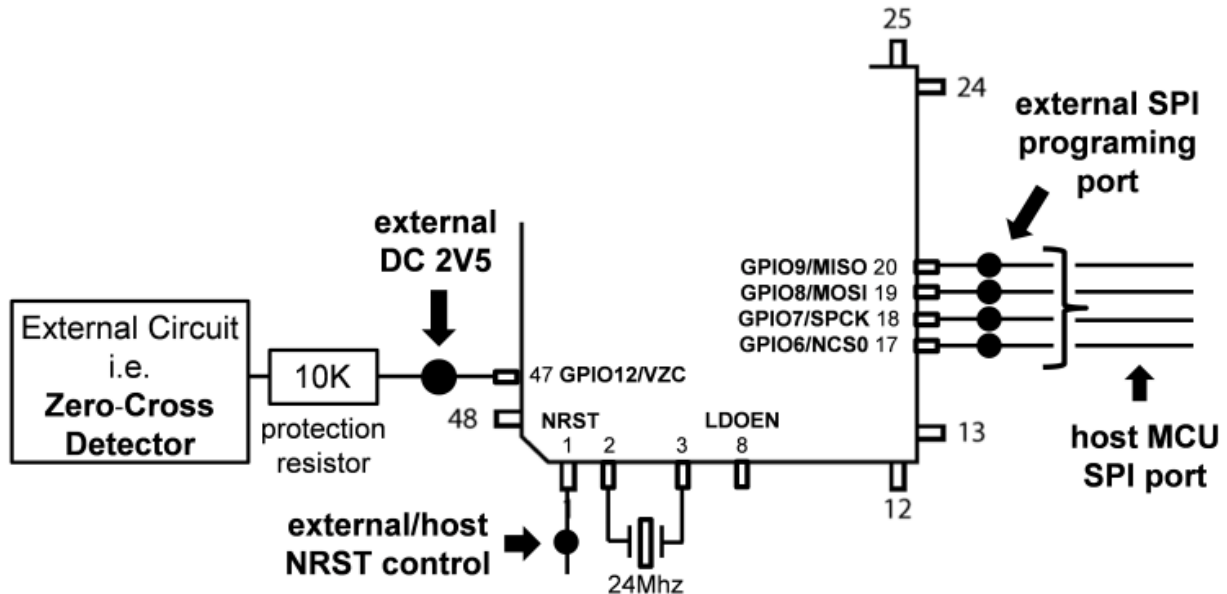 25
24
external SPI
programing
port
external
DC 2V5
GPIO9/MISO 20
GPIO8/MOSI 19
GPIO7/SPCK 18
GPIO6/NCS0 17
External Circuit
i.e.
Zero-Cross
Detector
10K
protection
resistor
47 GPIO12/VZC
48
NRST
LDOEN
1
2
3
8
13
12
host MCU
SPI port
1
external/host
NRST control
24Mhz